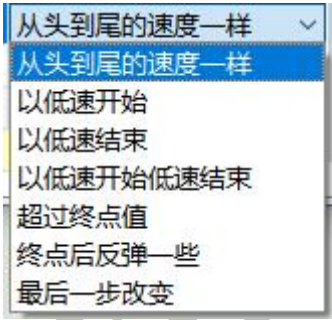 从头到尾的速度一样
从头到尾的速度一样
以低速开始
以低速结束
以低速开始低速结束
超过终点值
终点后反弹一些
最后一步改变